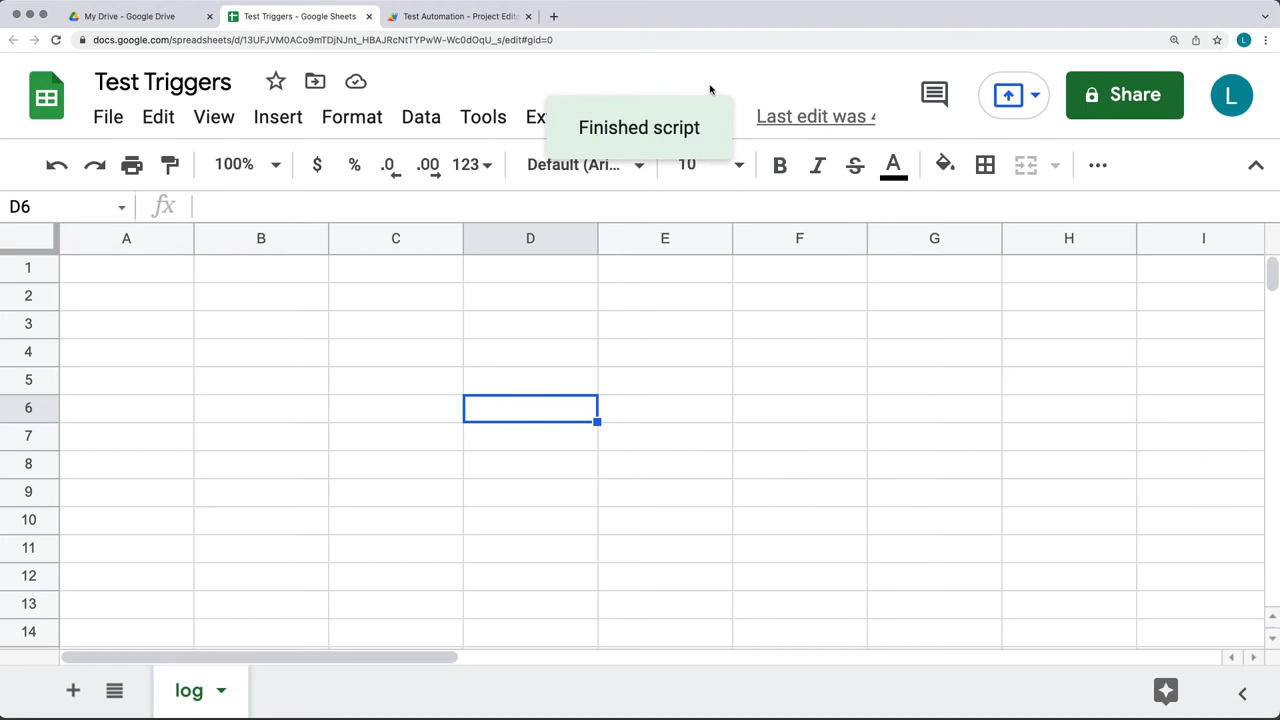 My Drive - Google Drive
Test Triggers - Google Sheets
Test Automation - Project Edit
docs.google.com/spreadsheets/d/13UFJVM0ACo9mTDjNJnt_HBAJRcNtTYPwW-Wc0dOqU_s/edit#gid=0
L
Test Triggers
Share
L
File Edit View Insert Format Data Tools Ex
Last edit was 4
Finished script
100% $ % .0 .00 123 Default (Ari... 10 B I S A
D6 fx
A B C D E F G H I
1
2
3
4
5
6
7
8
9
10
11
12
13
14
log